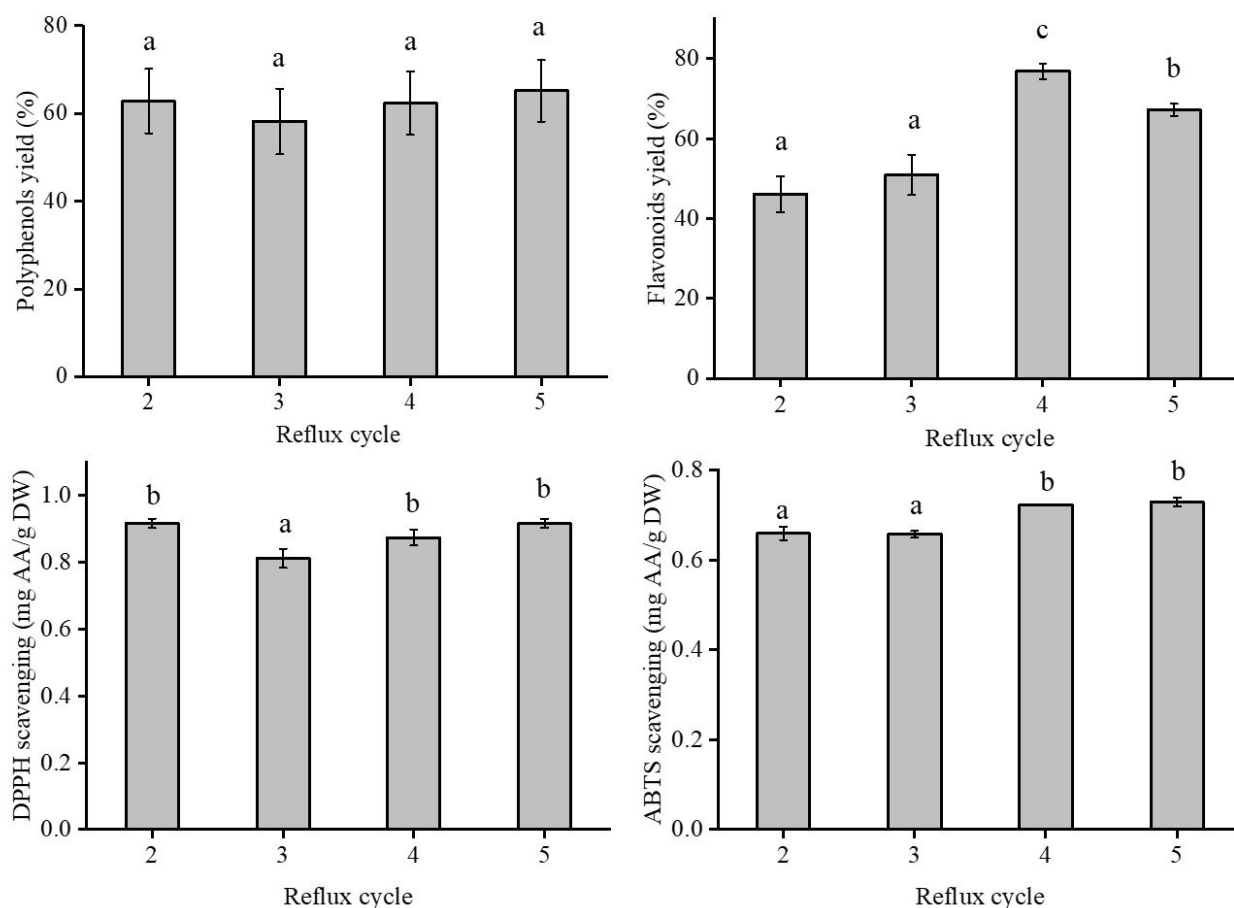 Polyphenols yield (%)
80
60
40
20
0
a
a
a
a
2
3
4
5
Reflux cycle
Flavonoids yield (%)
80
60
40
20
0
a
a
c
b
2
3
4
5
Reflux cycle
DPPH scavenging (mg AA/g DW)
1.0
0.8
0.6
0.4
0.2
0.0
b
a
b
b
2
3
4
5
Reflux cycle
ABTS scavenging (mg AA/g DW)
0.8
0.6
0.4
0.2
0.0
a
a
b
b
2
3
4
5
Reflux cycle